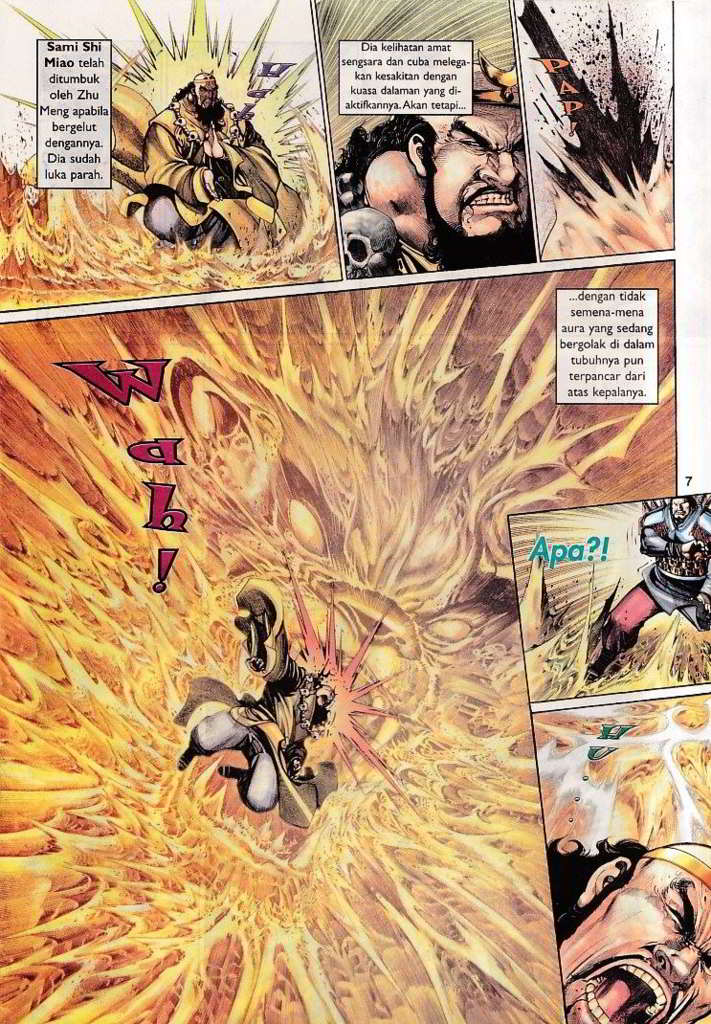 Sami Shi
Miao telah
ditumbuk
oleh Zhu
Meng apabila
bergelut
dengannya.
Dia sudah
luka parah.
Dia kelihatan amat
sengsara dan cuba melega-
kan kesakitan dengan
kuasa dalaman yang di-
aktifkannya. Akan tetapi...
PAP!
...dengan tidak
semena-mena
aura yang sedang
bergolak di dalam
tubuhnya pun
terpancar dari
atas kepalanya.
Wah!
7
Apa?!
HU...